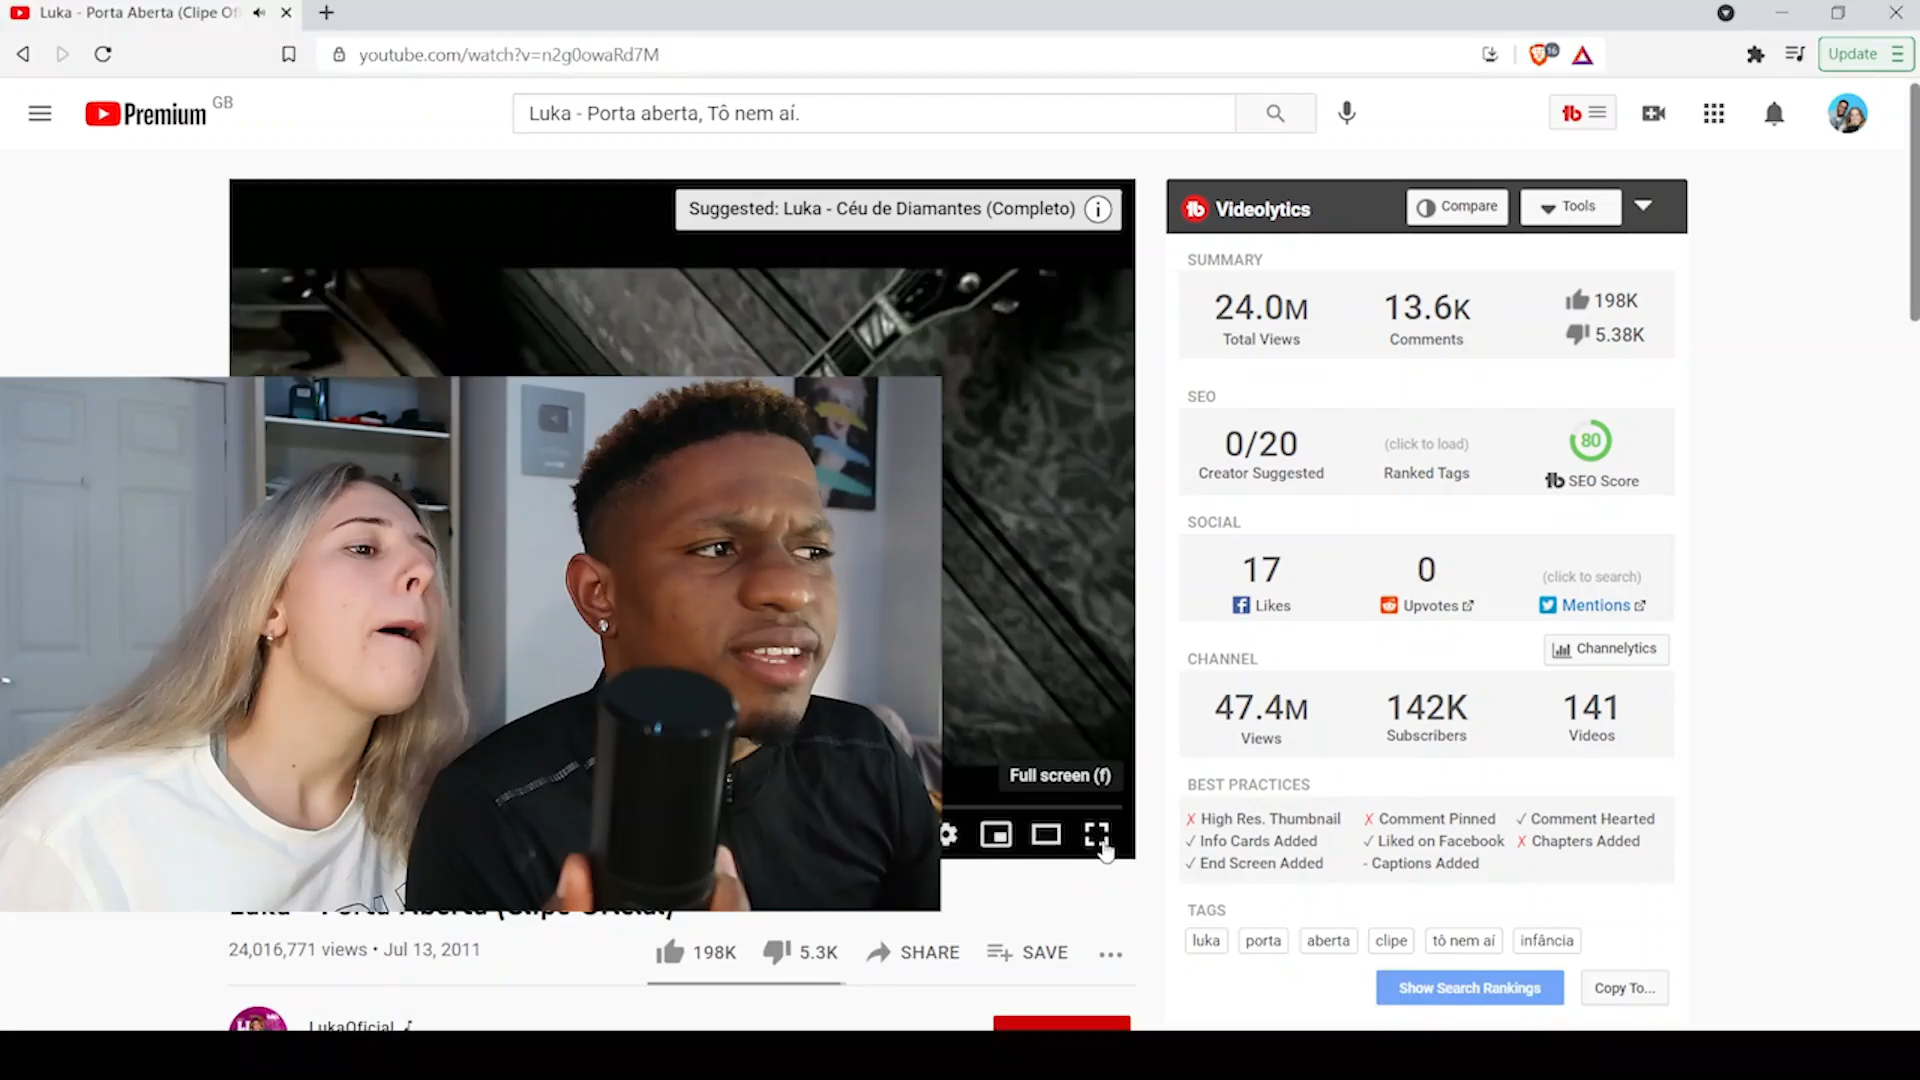 Luka - Porta Aberta (Clipe Of
youtube.com/watch?v=n2g0owaRd7M
16
Update
Premium GB
Luka - Porta aberta, Tô nem aí.
Suggested: Luka - Céu de Diamantes (Completo)
Videolytics
Compare
Tools
SUMMARY
24.0M
Total Views
13.6K
Comments
198K
5.38K
SEO
0/20
Creator Suggested
(click to load)
Ranked Tags
80
SEO Score
SOCIAL
17
Likes
0
Upvotes
(click to search)
Mentions
CHANNEL
Channelytics
47.4M
Views
142K
Subscribers
141
Videos
BEST PRACTICES
X High Res. Thumbnail
X Comment Pinned
✓ Comment Hearted
✓ Info Cards Added
✓ Liked on Facebook
X Chapters Added
✓ End Screen Added
- Captions Added
TAGS
luka
porta
aberta
clipe
tô nem aí
infância
Show Search Rankings
Copy To...
Full screen (f)
Luka - Porta Aberta (Clipe Oficial)
24,016,771 views • Jul 13, 2011
198K
5.3K
SHARE
SAVE
LukaOficial